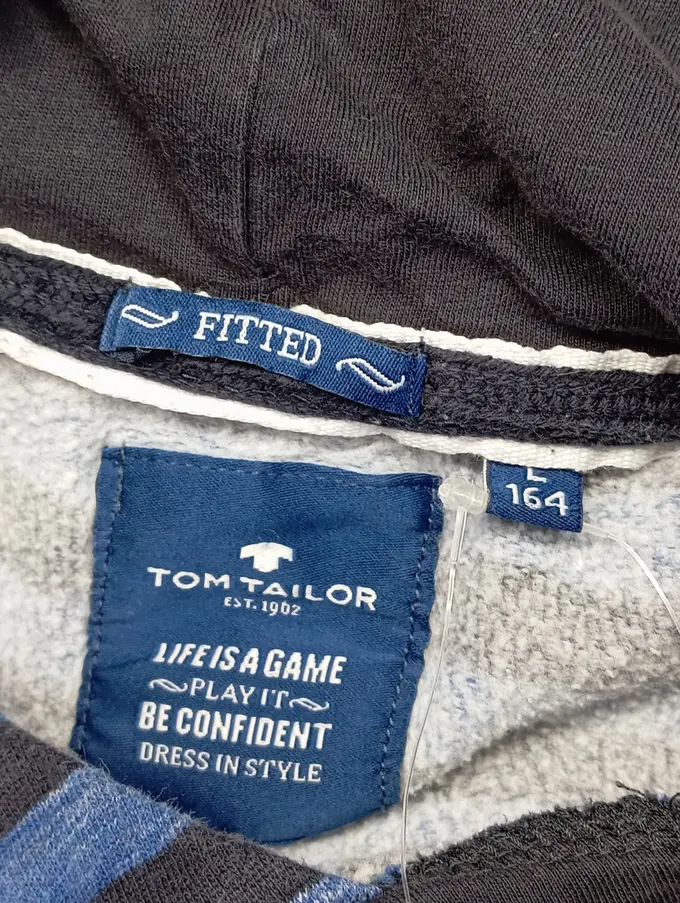 FITTED
L
164
TOM TAILOR
EST. 1962
LIFE IS A GAME
PLAY IT
BE CONFIDENT
DRESS IN STYLE